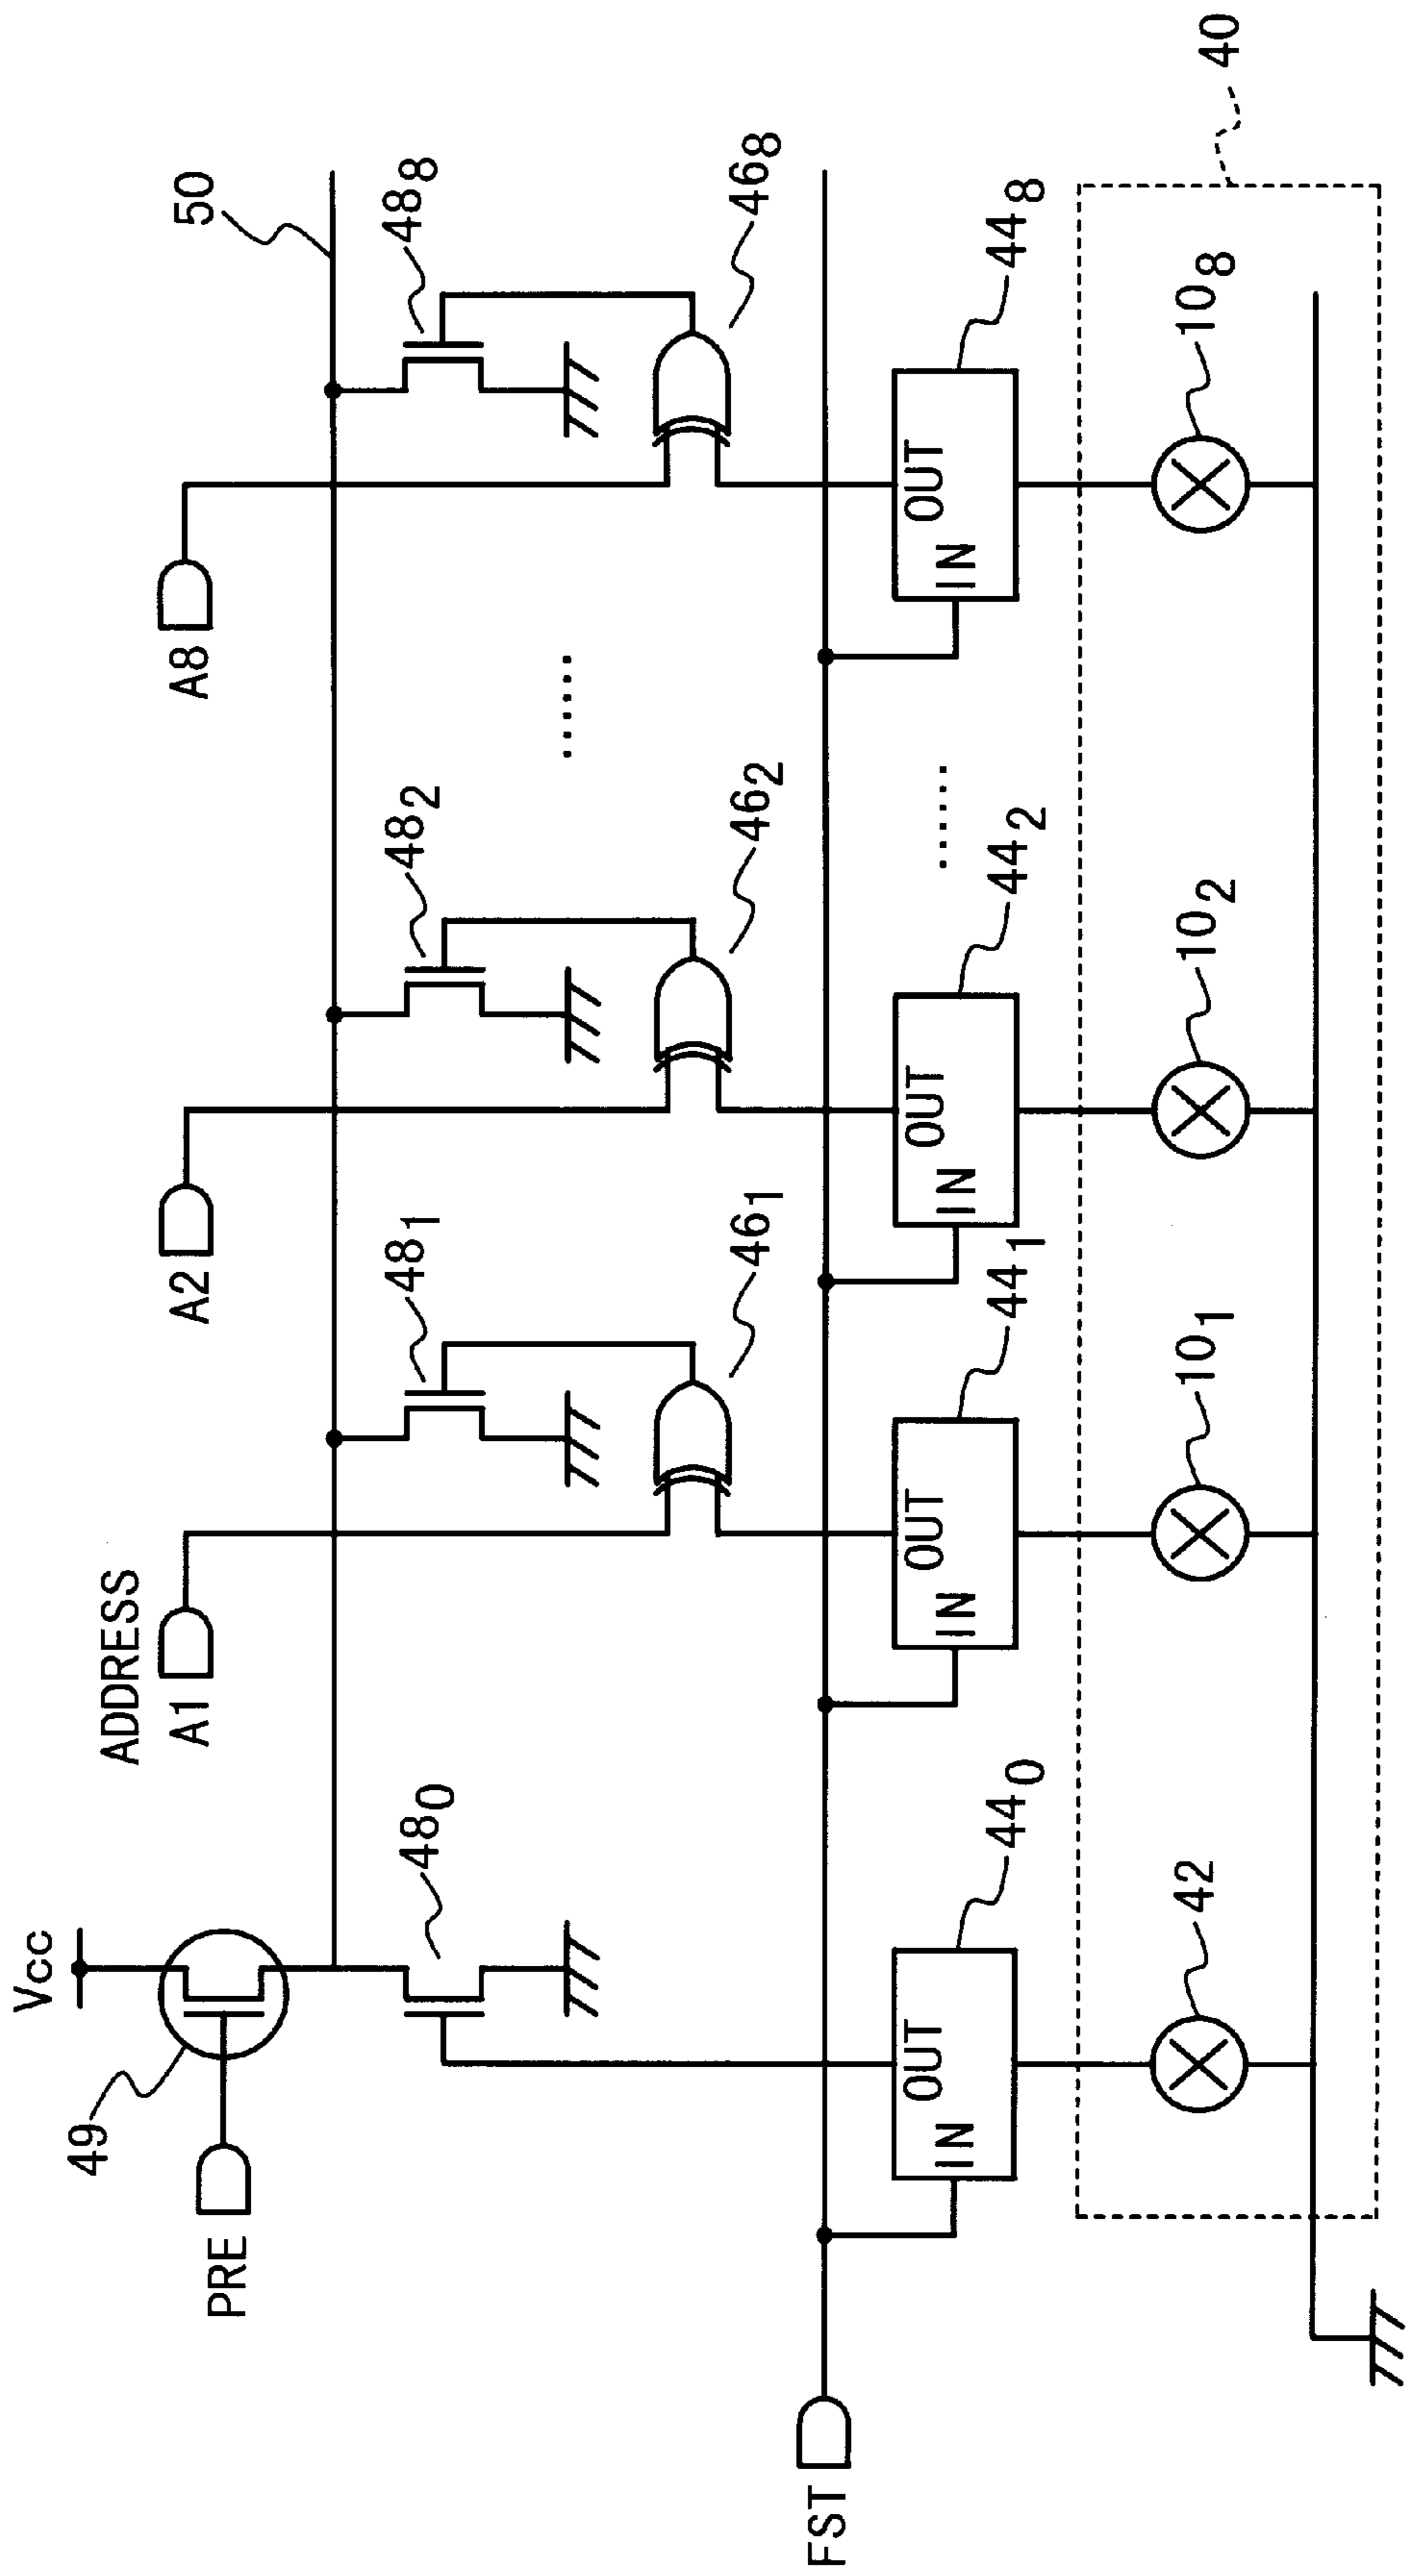 Vcc
49
PRE
50
ADDRESS
A1
A2
A8
48₀
48₁
48₂
48₈
......
46₁
46₂
46₈
FST
44₀
44₁
44₂
44₈
IN
OUT
IN
OUT
IN
OUT
IN
OUT
......
42
10₁
10₂
10₈
40